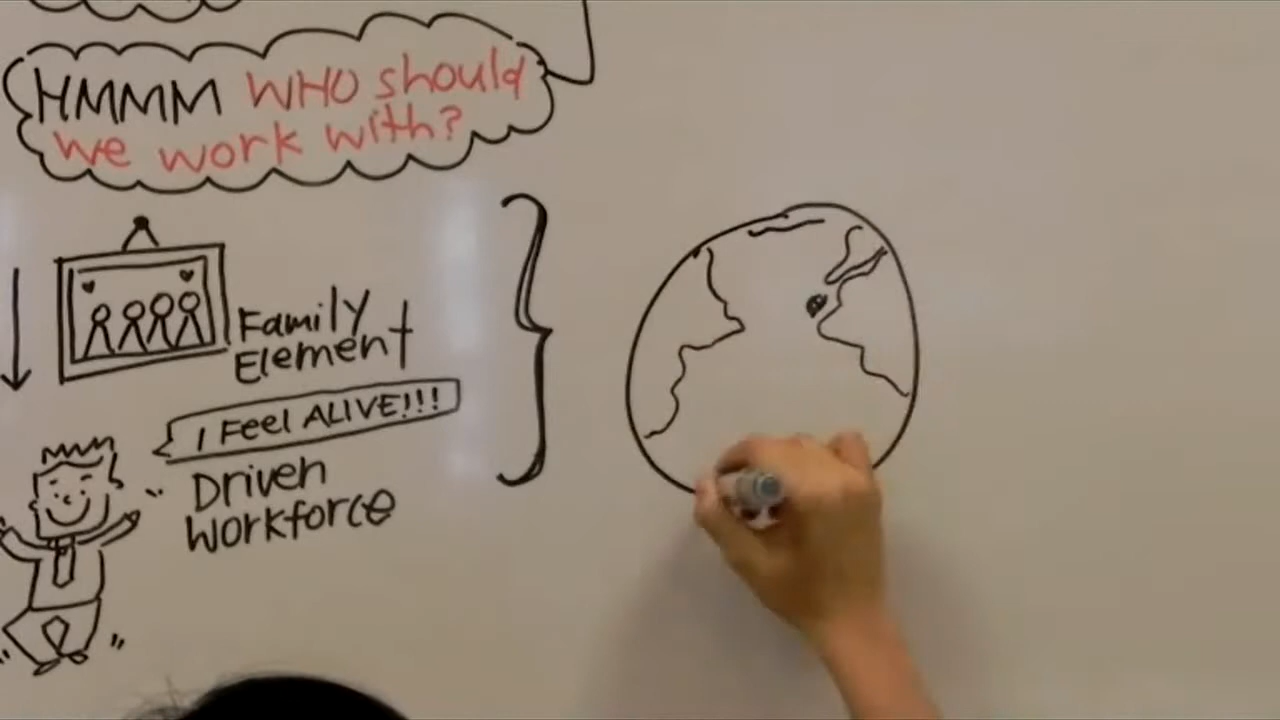 HMMM WHO should
we work with?
Family
Element
I Feel ALIVE!!!
Driven
Workforce